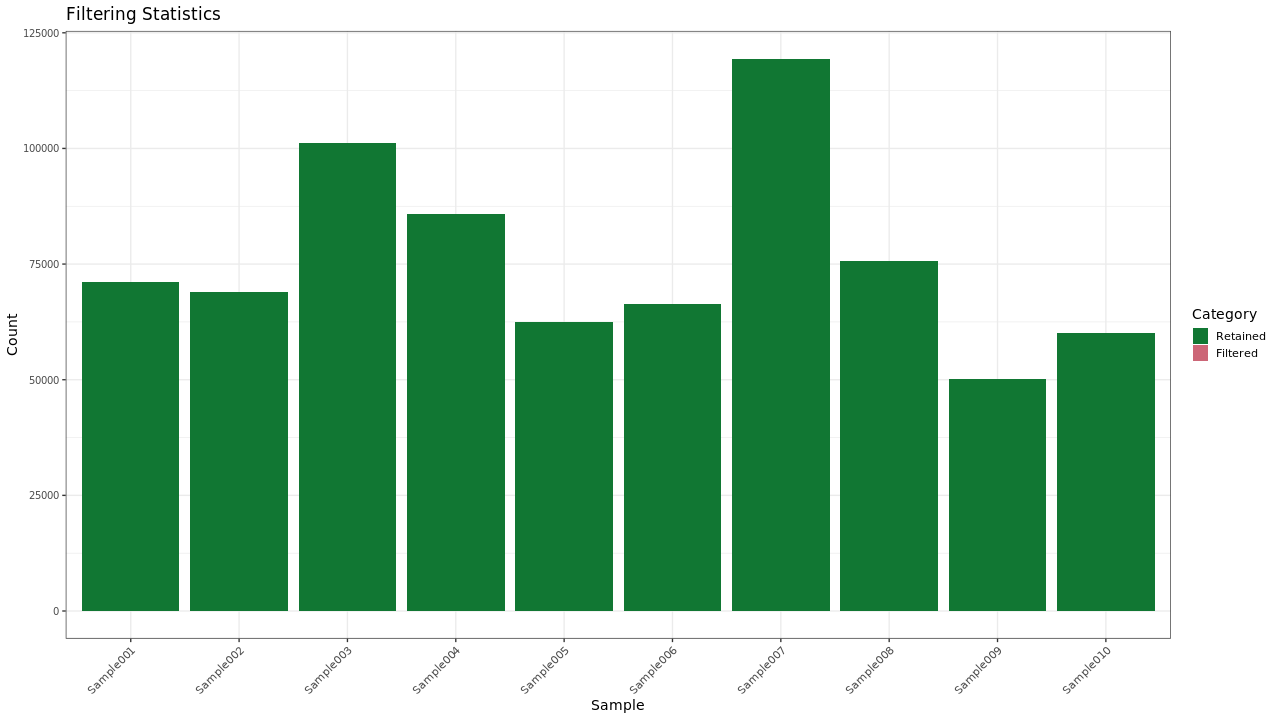 Filtering Statistics
125000
100000
75000
50000
25000
0
Count
Sample001
Sample002
Sample003
Sample004
Sample005
Sample006
Sample007
Sample008
Sample009
Sample010
Sample
Category
Retained
Filtered